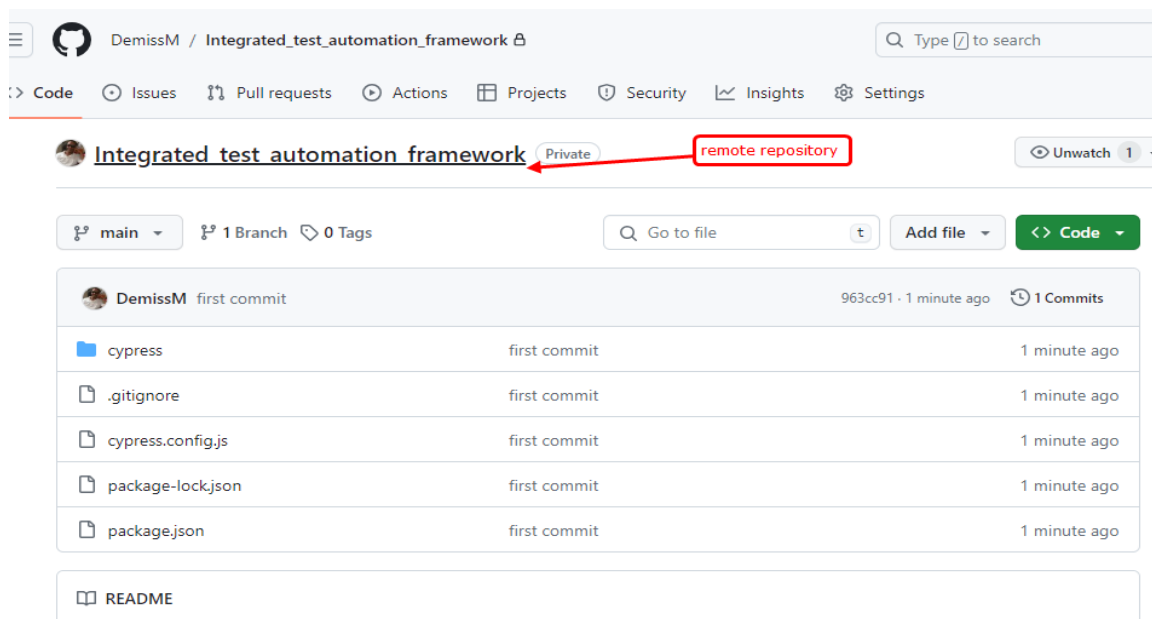 DemissM / Integrated_test_automation_framework
Type / to search
Code Issues Pull requests Actions Projects Security Insights Settings
Integrated_test_automation_framework Private
remote repository
Unwatch 1
main 1 Branch 0 Tags
Go to file t
Add file
<> Code
DemissM first commit 963cc91 · 1 minute ago 1 Commits
cypress first commit 1 minute ago
.gitignore first commit 1 minute ago
cypress.config.js first commit 1 minute ago
package-lock.json first commit 1 minute ago
package.json first commit 1 minute ago
README